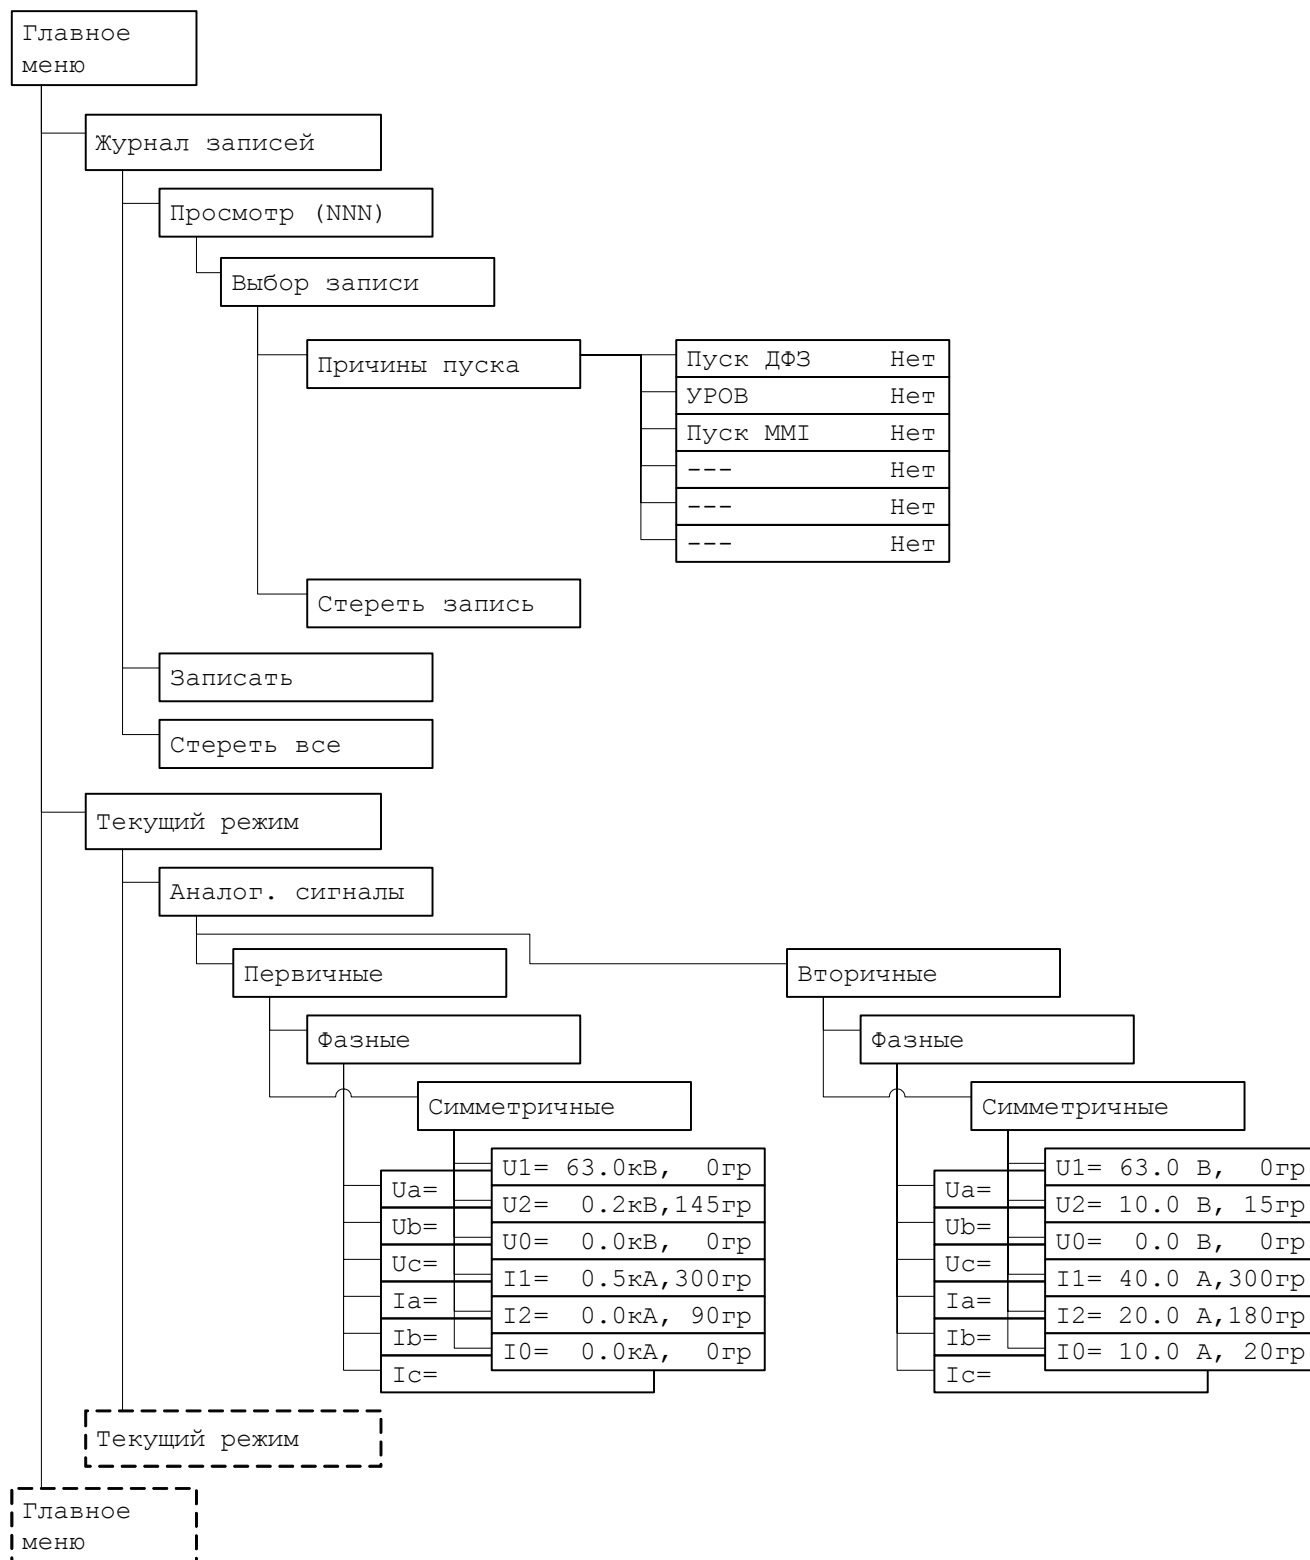 Главное
меню
Журнал записей
Просмотр (NNN)
Выбор записи
Причины пуска
Пуск ДФЗ Нет
УРОВ Нет
Пуск MMI Нет
--- Нет
--- Нет
--- Нет
Стереть запись
Записать
Стереть все
Текущий режим
Аналог. сигналы
Первичные
Вторичные
Фазные
Фазные
Симметричные
Симметричные
Ua=
Ub=
Uc=
Ia=
Ib=
Ic=
U1= 63.0кВ, 0гр
U2= 0.2кВ,145гр
U0= 0.0кВ, 0гр
I1= 0.5кА,300гр
I2= 0.0кА, 90гр
I0= 0.0кА, 0гр
Ua=
Ub=
Uc=
Ia=
Ib=
Ic=
U1= 63.0 В, 0гр
U2= 10.0 В, 15гр
U0= 0.0 В, 0гр
I1= 40.0 А,300гр
I2= 20.0 А,180гр
I0= 10.0 А, 20гр
Текущий режим
Главное
меню